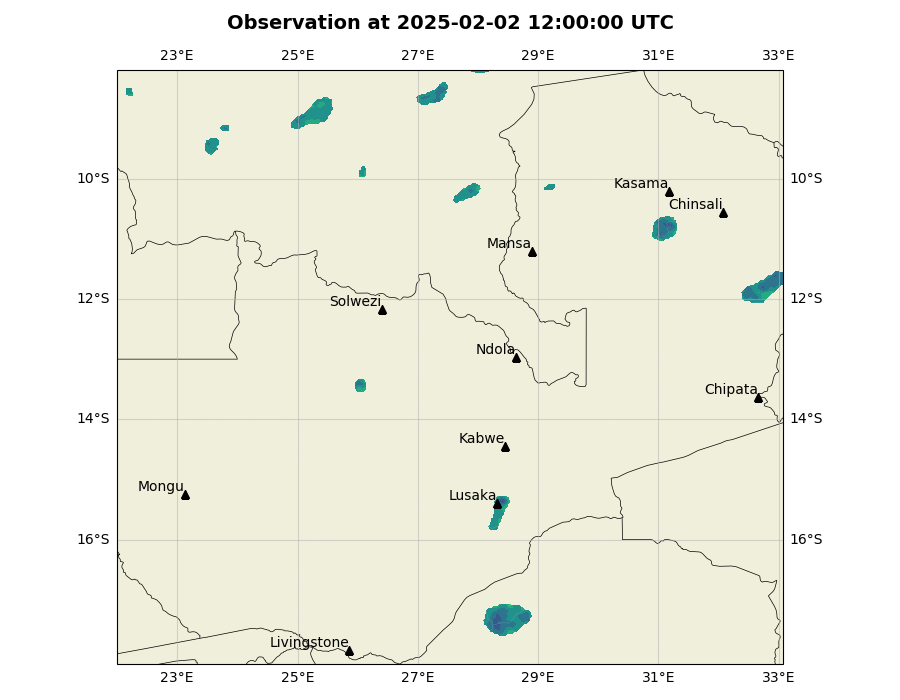 Observation at 2025-02-02 12:00:00 UTC
23°E 25°E 27°E 29°E 31°E 33°E
10°S 10°S
Kasama
Chinsali
Mansa
12°S 12°S
Solwezi
Ndola
Chipata
14°S 14°S
Kabwe
Mongu
Lusaka
16°S 16°S
Livingstone
23°E 25°E 27°E 29°E 31°E 33°E